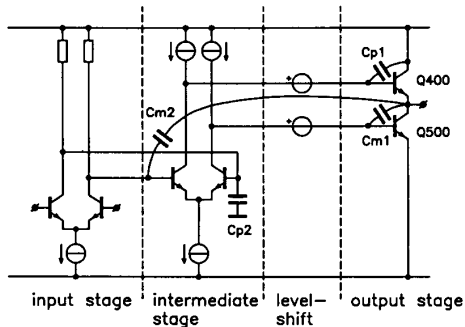 Cp1
Q400
Cm2
+
Cm1
Q500
+
Cp2
input stage
intermediate stage
level-shift
output stage